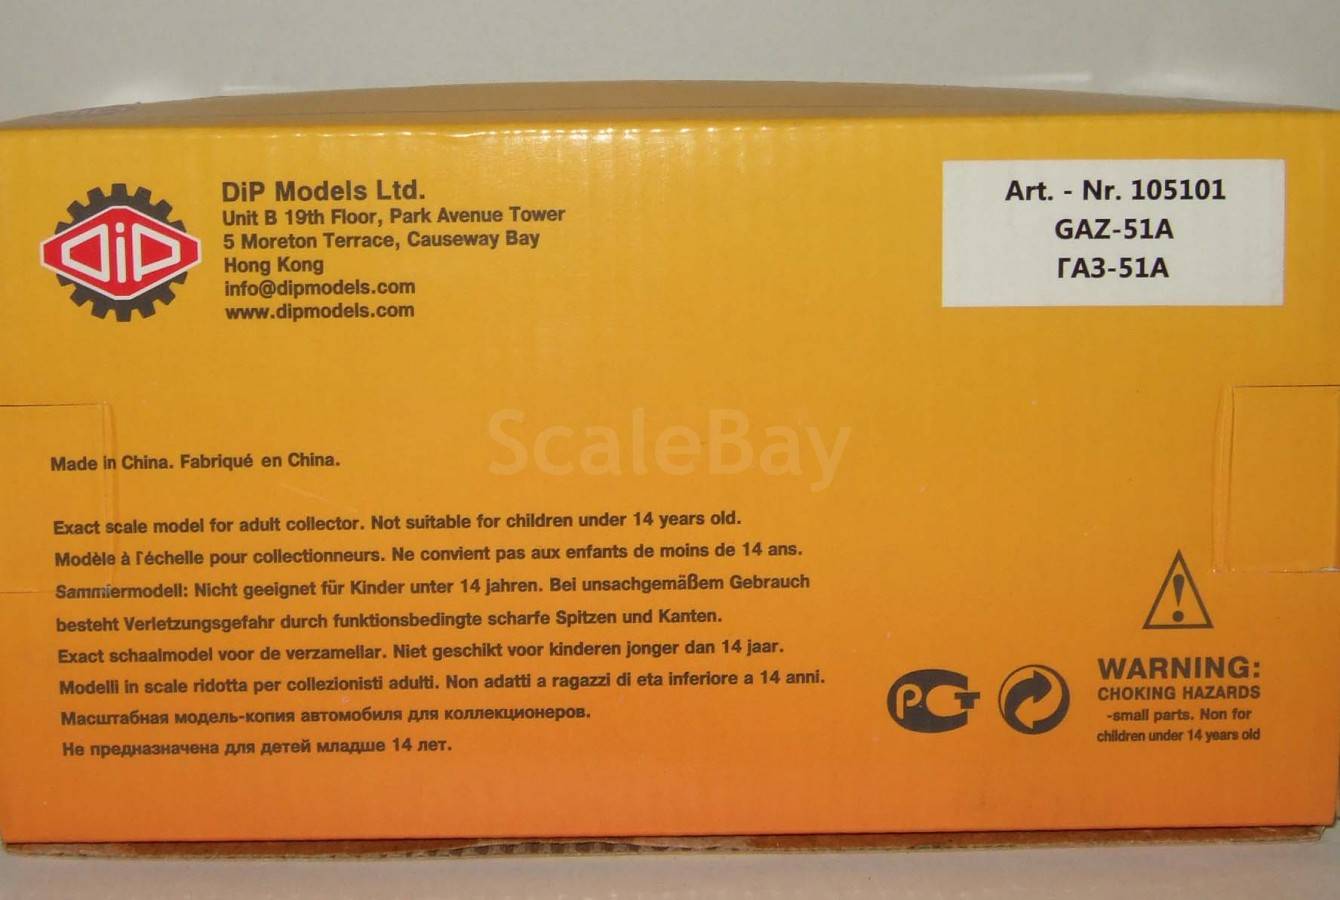 DiP
DiP Models Ltd.
Unit B 19th Floor, Park Avenue Tower
5 Moreton Terrace, Causeway Bay
Hong Kong
info@dipmodels.com
www.dipmodels.com
Art. - Nr. 105101
GAZ-51A
ГАЗ-51А
ScaleBay
Made in China. Fabriqué en China.
Exact scale model for adult collector. Not suitable for children under 14 years old.
Modèle à l'échelle pour collectionneurs. Ne convient pas aux enfants de moins de 14 ans.
Sammiermodell: Nicht geeignet für Kinder unter 14 jahren. Bei unsachgemäßem Gebrauch
besteht Verletzungsgefahr durch funktionsbedingte scharfe Spitzen und Kanten.
Exact schaalmodel voor de verzamellar. Niet geschikt voor kinderen jonger dan 14 jaar.
Modelli in scale ridotta per collezionisti adulti. Non adatti a ragazzi di eta inferiore a 14 anni.
Масштабная модель-копия автомобиля для коллекционеров.
Не предназначена для детей младше 14 лет.
РСТ
WARNING:
CHOKING HAZARDS
-small parts. Non for
children under 14 years old